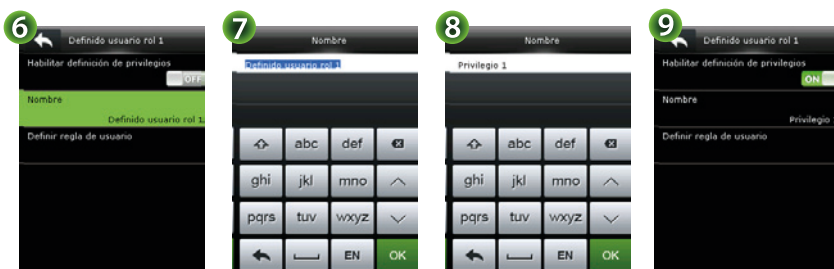 6
Definido usuario rol 1
Habilitar definición de privilegios
OFF
Nombre
Definido usuario rol 1
Definir regla de usuario
7
Nombre
Definido usuario rol 1
abc def
ghi jkl mno
pqrs tuv wxyz
EN OK
8
Nombre
Privilegio 1
abc def
ghi jkl mno
pqrs tuv wxyz
EN OK
9
Definido usuario rol 1
Habilitar definición de privilegios
ON
Nombre
Privilegio
Definir regla de usuario